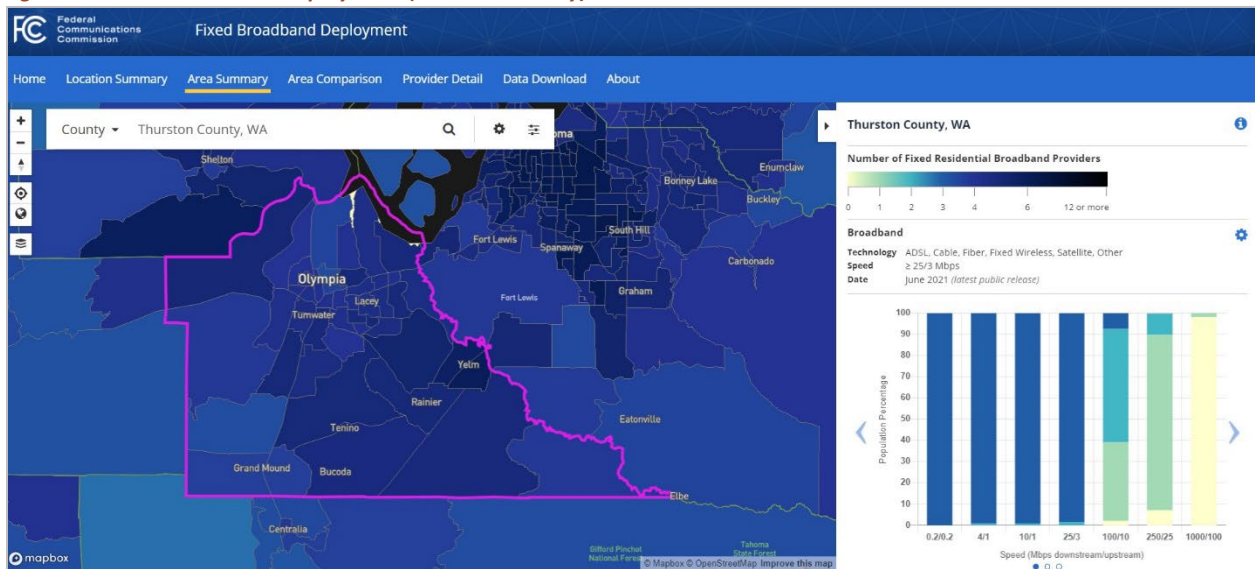 FC
Federal
Communications
Commission
Fixed Broadband Deployment
Home Location Summary Area Summary Area Comparison Provider Detail Data Download About
+
−
County Thurston County, WA
oma
Shelton
Enumclaw
Bonney Lake
Buckley
South Hill
Fort Lewis
Spanaway
Carbonado
Olympia
Fort Lewis
Graham
Lacey
Tumwater
Yelm
Rainier
Eatonville
Tenino
Grand Mound
Bucoda
Elbe
Centralia
Gifford Pinchot
National Forest
Tahoma
State Forest
mapbox
© Mapbox © OpenStreetMap Improve this map
Thurston County, WA
Number of Fixed Residential Broadband Providers
0 1 2 3 4 6 12 or more
Broadband
Technology ADSL, Cable, Fiber, Fixed Wireless, Satellite, Other
Speed ≥ 25/3 Mbps
Date June 2021 (latest public release)
Population Percentage
100
90
80
70
60
50
40
30
20
10
0
0.2/0.2 4/1 10/1 25/3 100/10 250/25 1000/100
Speed (Mbps downstream/upstream)